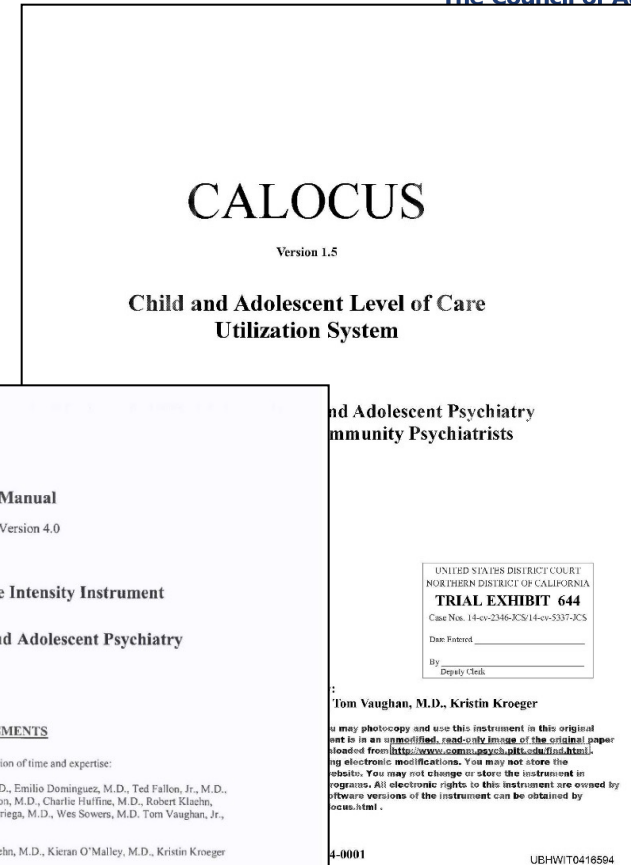 The Council of A
CALOCUS
Version 1.5
Child and Adolescent Level of Care
Utilization System
nd Adolescent Psychiatry
mmunity Psychiatrists
UNITED STATES DISTRICT COURT
NORTHERN DISTRICT OF CALIFORNIA
TRIAL EXHIBIT 644
Case Nos. 14-cv-2346-JCS/14-cv-5337-JCS
Date Entered
By
Deputy Clerk
:
Tom Vaughan, M.D., Kristin Kroeger
u may photocopy and use this instrument in this original
ent is in an unmodified, read-only image of the original paper
loaded from http://www.comm.psych.pitt.edu/find.html.
ng electronic modifications. You may not store the
ebsite. You may not change or store the instrument in
rograms. All electronic rights to this instrument are owned by
oftware versions of the instrument can be obtained by
locus.html .
4-0001
UBHWIT0416594
Manual
Version 4.0
e Intensity Instrument
d Adolescent Psychiatry
MENTS
ion of time and expertise:
D., Emilio Dominguez, M.D., Ted Fallon, Jr., M.D.,
on, M.D., Charlie Huffine, M.D., Robert Klaehn,
riega, M.D., Wes Sowers, M.D. Tom Vaughan, Jr.,
ehn, M.D., Kieran O'Malley, M.D., Kristin Kroeger